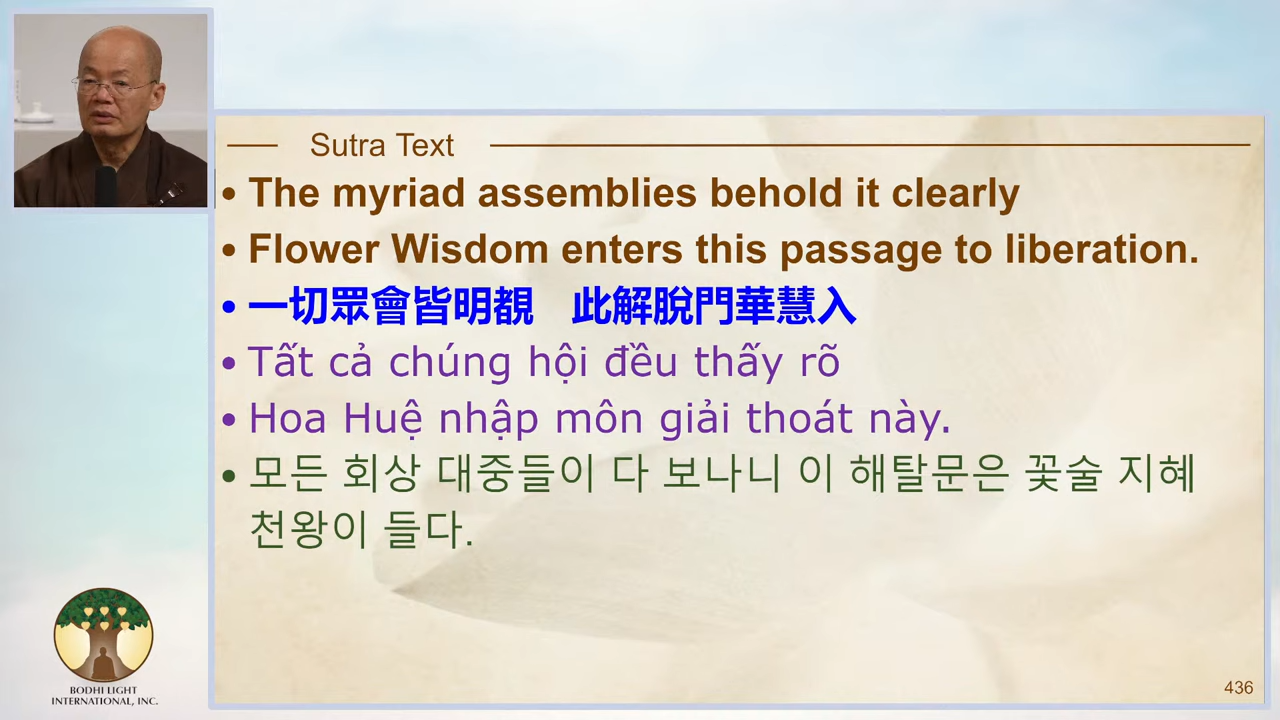 Sutra Text
• The myriad assemblies behold it clearly
• Flower Wisdom enters this passage to liberation.
• 一切眾會皆明覩 此解脫門華慧入
• Tất cả chúng hội đều thấy rõ
• Hoa Huệ nhập môn giải thoát này.
• 모든 회상 대중들이 다 보나니 이 해탈문은 꽃술 지혜
천왕이 들다.
BODHI LIGHT
INTERNATIONAL, INC.
436